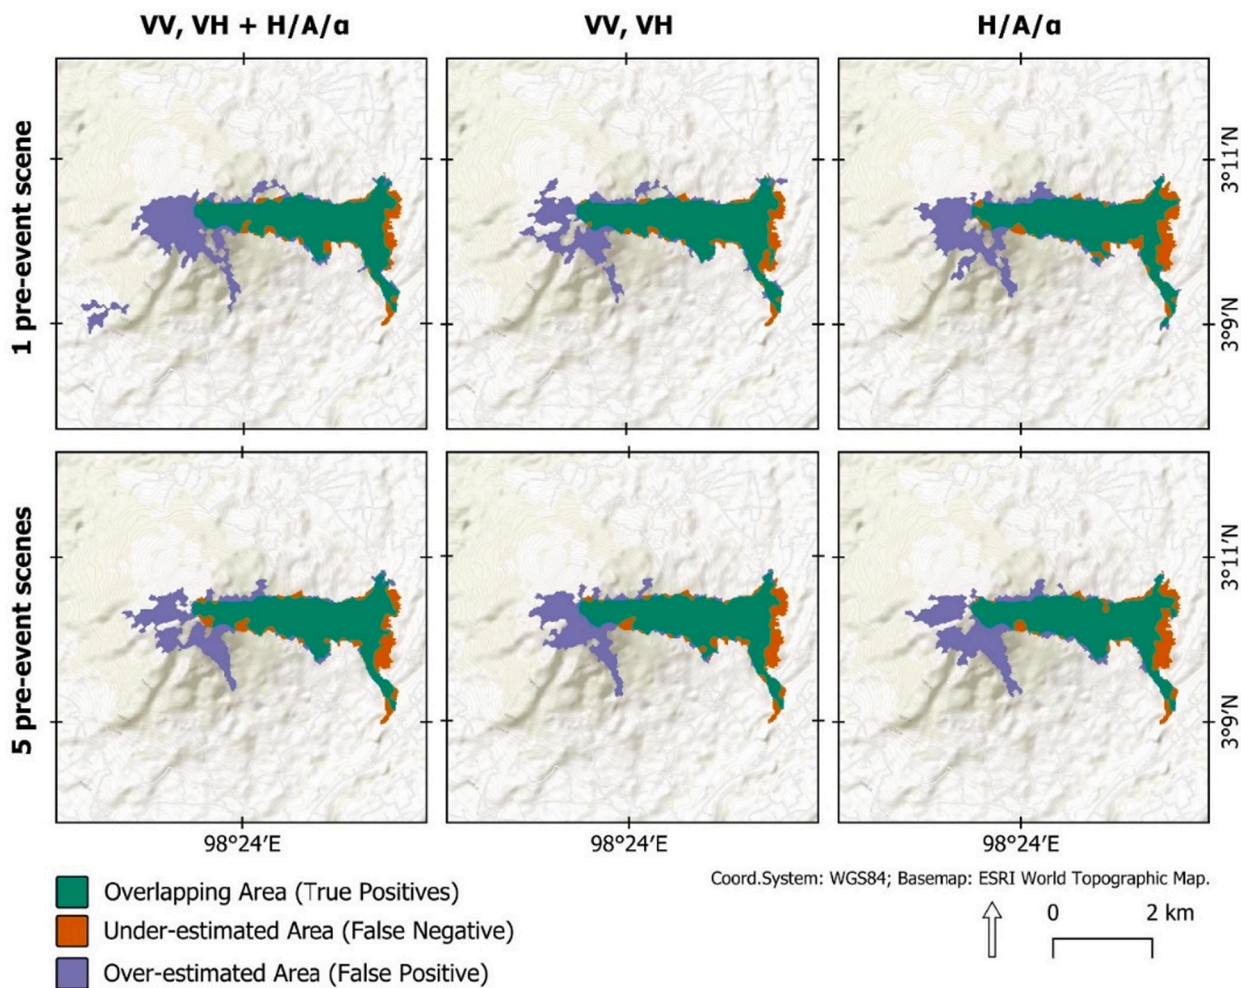 VV, VH + H/A/α
VV, VH
H/A/α
1 pre-event scene
3°11'N
3°9'N
5 pre-event scenes
3°11'N
3°9'N
98°24'E
98°24'E
98°24'E
Overlapping Area (True Positives)
Under-estimated Area (False Negative)
Over-estimated Area (False Positive)
Coord.System: WGS84; Basemap: ESRI World Topographic Map.
0
2 km